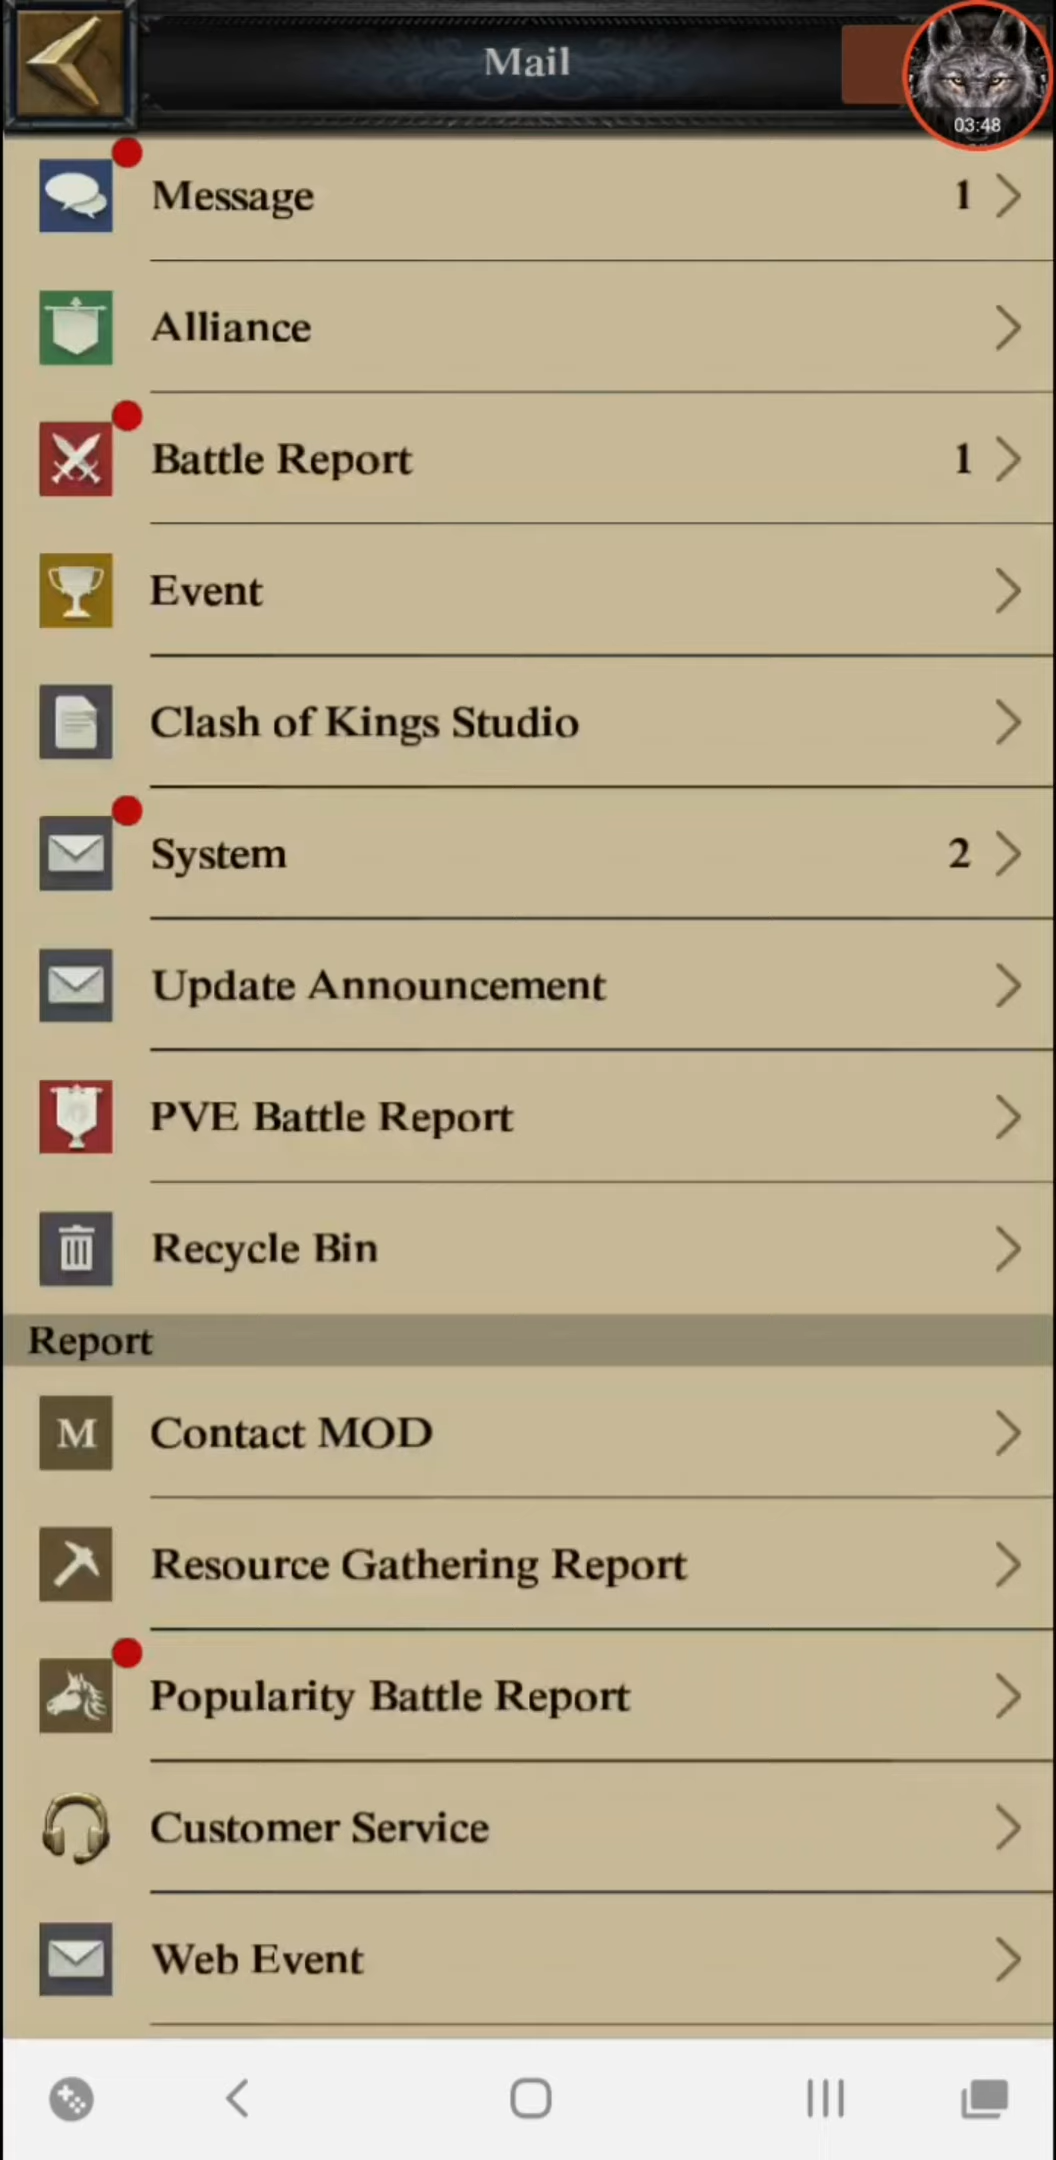 Mail
03:48
Message 1
Alliance
Battle Report 1
Event
Clash of Kings Studio
System 2
Update Announcement
PVE Battle Report
Recycle Bin
Report
M Contact MOD
Resource Gathering Report
Popularity Battle Report
Customer Service
Web Event